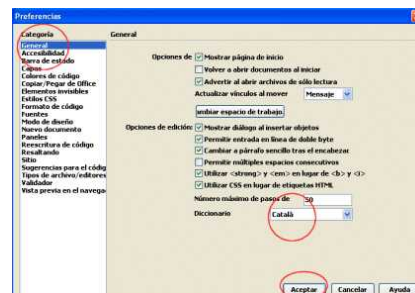 Preferencias
Categoría
General
General
Accesibilidad
Barra de estado
Capas
Colores de código
Copiar/Pegar de Office
Elementos invisibles
Estilos CSS
Formato de código
Fuentes
Modo de diseño
Nuevo documento
Paneles
Reescritura de código
Resaltando
Sitio
Sugerencias para el códig
Tipos de archivo/editores
Validador
Vista previa en el navega
Opciones de
Mostrar página de inicio
Volver a abrir documentos al iniciar
Advertir al abrir archivos de sólo lectura
Actualizar vínculos al mover
Mensaje
ambiar espacio de trabajo
Opciones de edición:
Mostrar diálogo al insertar objetos
Permitir entrada en línea de doble byte
Cambiar a párrafo sencillo tras el encabezar
Permitir múltiples espacios consecutivos
Utilizar <strong> y <em> en lugar de <b> y <i>
Utilizar CSS en lugar de etiquetas HTML
Número máximo de pasos de
50
Diccionario
Català
Aceptar
Cancelar
Ayuda